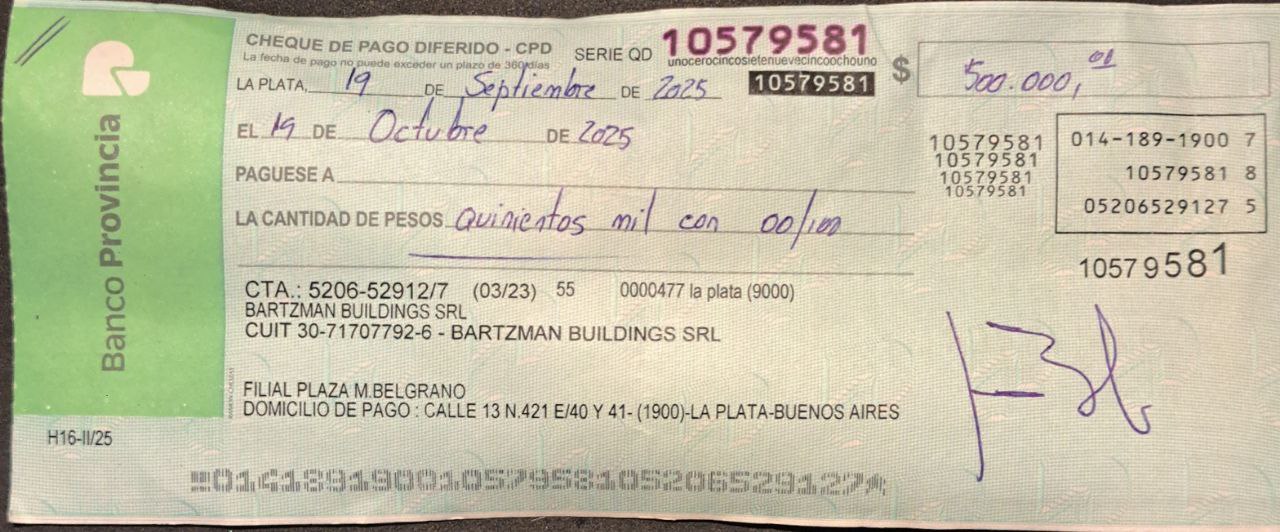 Banco Provincia
CHEQUE DE PAGO DIFERIDO - CPD
La fecha de pago no puede exceder un plazo de 360 días
SERIE QD 10579581
unocerocincosietenuevecincoochouno
10579581
$ 500.000,00
LA PLATA, 19 DE Septiembre DE 2025
EL 19 DE Octubre DE 2025
PAGUESE A
LA CANTIDAD DE PESOS Quinientos mil con 00/100
10579581
10579581
10579581
10579581
014-189-1900 7
10579581 8
05206529127 5
10579581
CTA.: 5206-52912/7 (03/23) 55 0000477 la plata (9000)
BARTZMAN BUILDINGS SRL
CUIT 30-71707792-6 - BARTZMAN BUILDINGS SRL
FILIAL PLAZA M.BELGRANO
DOMICILIO DE PAGO : CALLE 13 N.421 E/40 Y 41- (1900)-LA PLATA-BUENOS AIRES
H16-II/25
01418919001057958105206529127